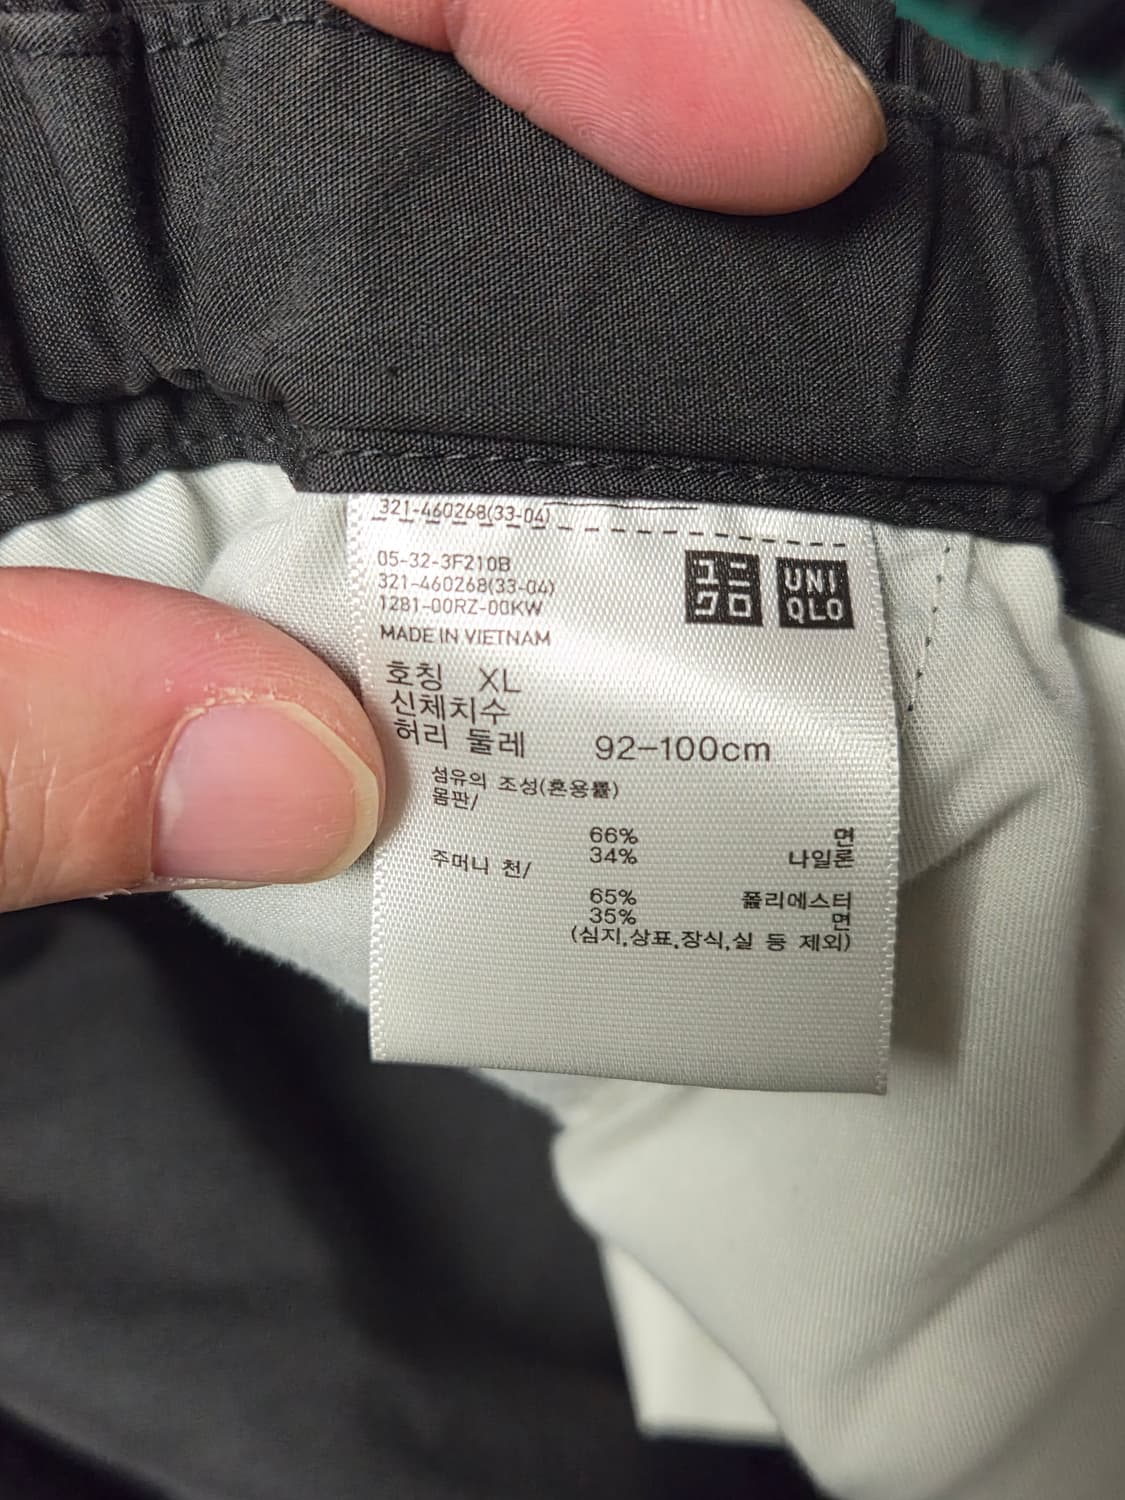 321-460268(33-04)
05-32-3F210B
321-460268(33-04)
1281-00RZ-00KW
MADE IN VIETNAM
ユニ
クロ
UNI
QLO
호칭 XL
신체치수
허리 둘레 92-100cm
섬유의 조성(혼용률)
몸판/
66% 면
34% 나일론
주머니 천/
65% 폴리에스터
35% 면
(심지,상표,장식,실 등 제외)